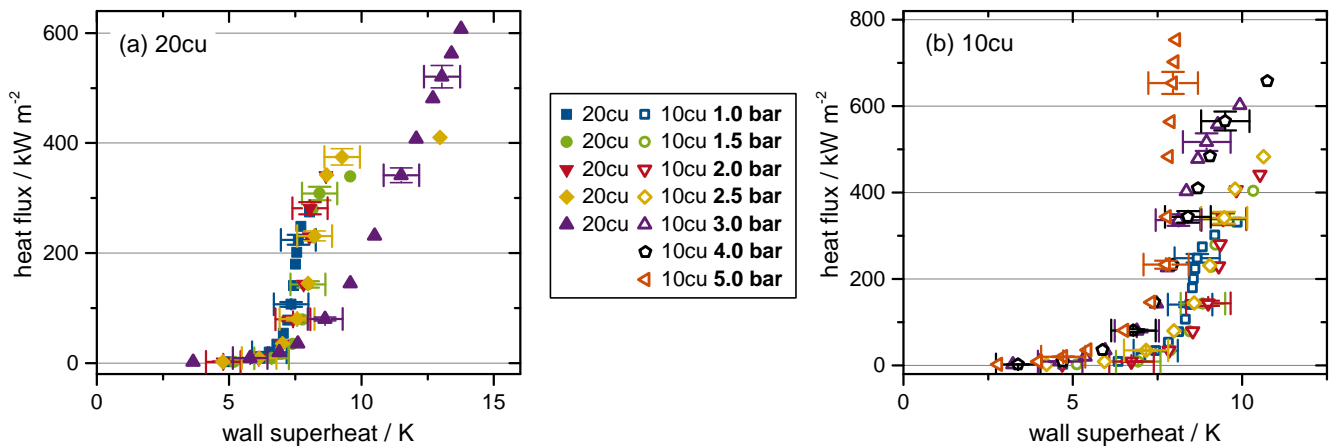 (a) 20cu
600
400
200
0
0
5
10
15
heat flux / kW m-2
wall superheat / K
20cu 10cu 1.0 bar
20cu 10cu 1.5 bar
20cu 10cu 2.0 bar
20cu 10cu 2.5 bar
20cu 10cu 3.0 bar
10cu 4.0 bar
10cu 5.0 bar
(b) 10cu
800
600
400
200
0
0
5
10
heat flux / kW m-2
wall superheat / K